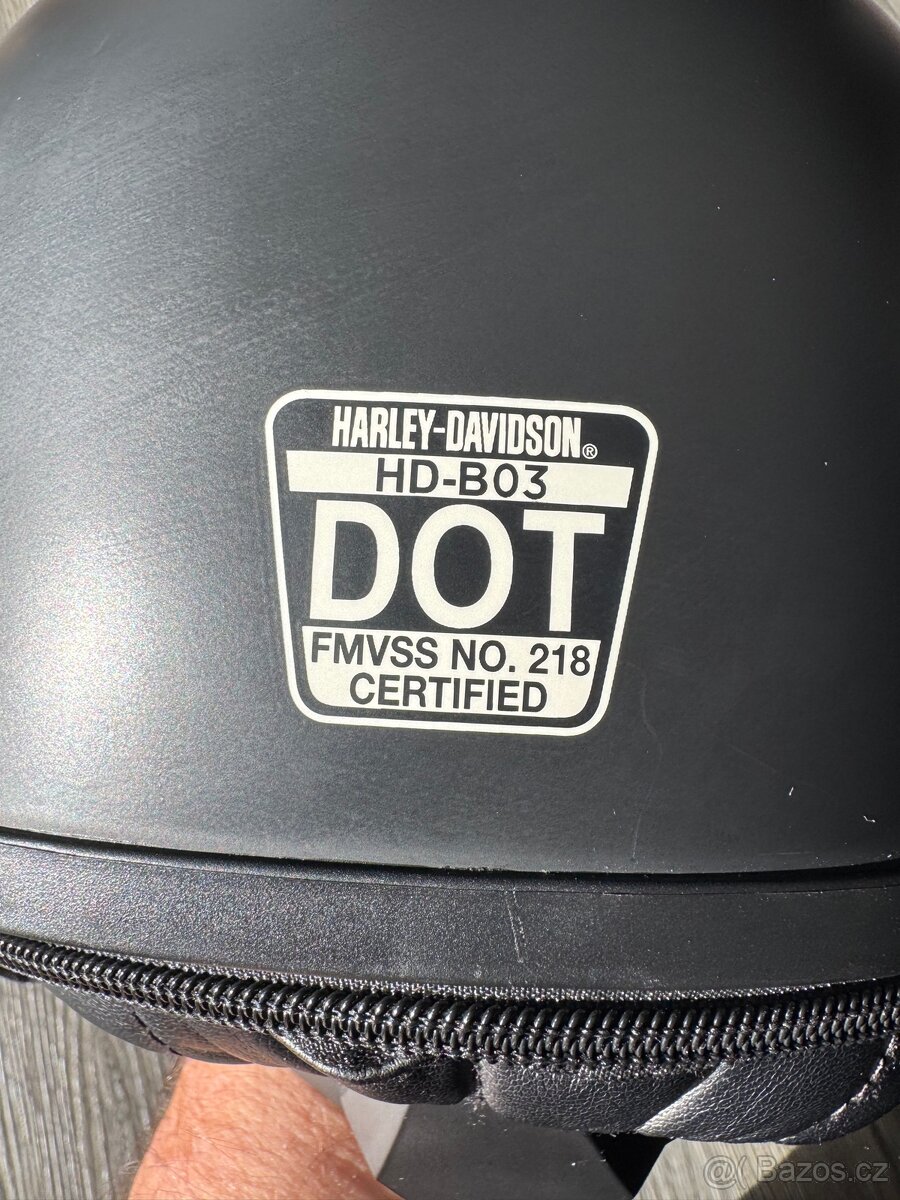 HARLEY-DAVIDSON®
HD-B03
DOT
FMVSS NO. 218
CERTIFIED
@( Bazos.cz